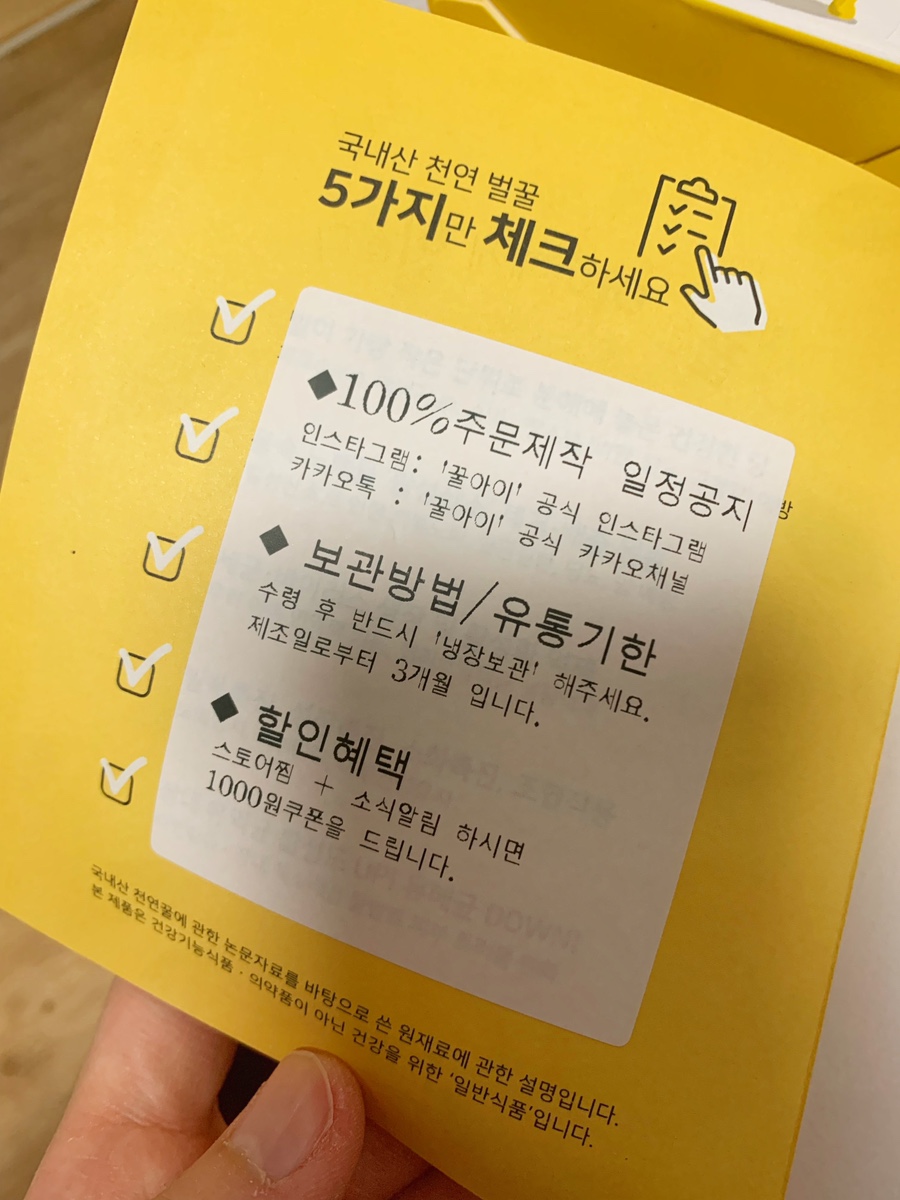 국내산 천연 벌꿀
5가지만 체크하세요
◆100%주문제작 일정공지
인스타그램: '꿀아이' 공식 인스타그램
카카오톡 : '꿀아이' 공식 카카오채널
방
◆ 보관방법/유통기한
수령 후 반드시 '냉장보관' 해주세요.
제조일로부터 3개월 입니다.
◆ 할인혜택
스토어찜 + 소식알림 하시면
1000원쿠폰을 드립니다.
국내산 천연꿀에 관한 논문자료를 바탕으로 쓴 원재료에 관한 설명입니다.
본 제품은 건강기능식품 · 의약품이 아닌 건강을 위한 '일반식품'입니다.